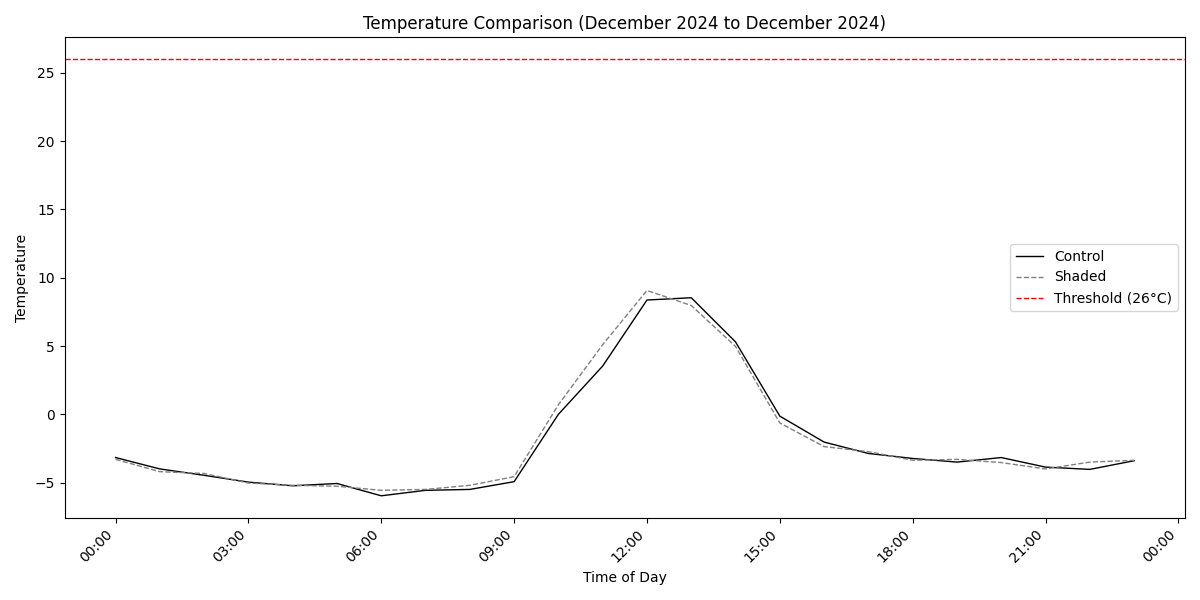 Temperature Comparison (December 2024 to December 2024)
Temperature
25
20
15
10
5
0
−5
Control
Shaded
Threshold (26°C)
00:00
03:00
06:00
09:00
12:00
15:00
18:00
21:00
00:00
Time of Day